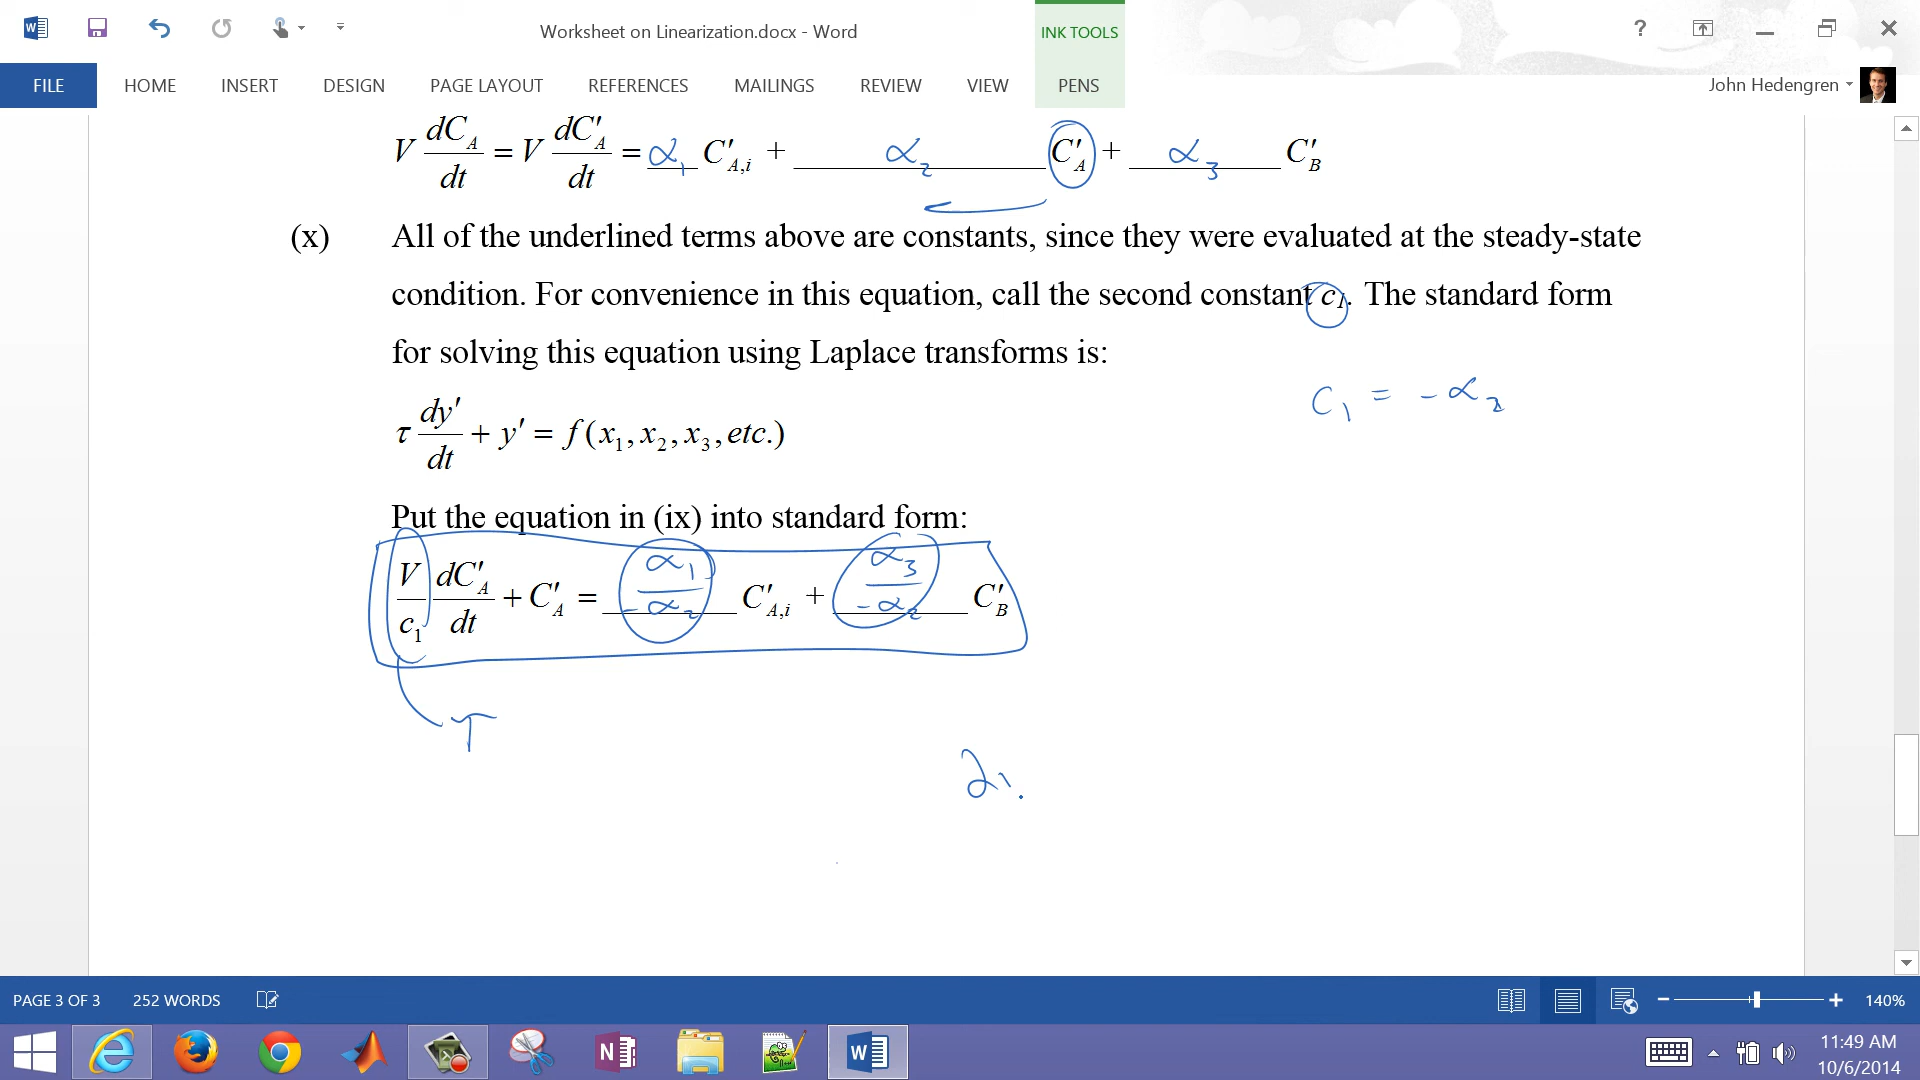 Worksheet on Linearization.docx - Word
INK TOOLS
?
FILE HOME INSERT DESIGN PAGE LAYOUT REFERENCES MAILINGS REVIEW VIEW PENS John Hedengren
V dC_A/dt = V dC′_A/dt = α₁ C′_A,i + α₂ C′_A + α₃ C′_B
(x) All of the underlined terms above are constants, since they were evaluated at the steady-state
condition. For convenience in this equation, call the second constant c₁. The standard form
for solving this equation using Laplace transforms is:
C₁ = -α₂
τ dy′/dt + y′ = f(x₁, x₂, x₃, etc.)
Put the equation in (ix) into standard form:
V/c₁ dC′_A/dt + C′_A = α₁/-α₂ C′_A,i + α₃/-α₂ C′_B
τ
PAGE 3 OF 3 252 WORDS 140%
11:49 AM
10/6/2014